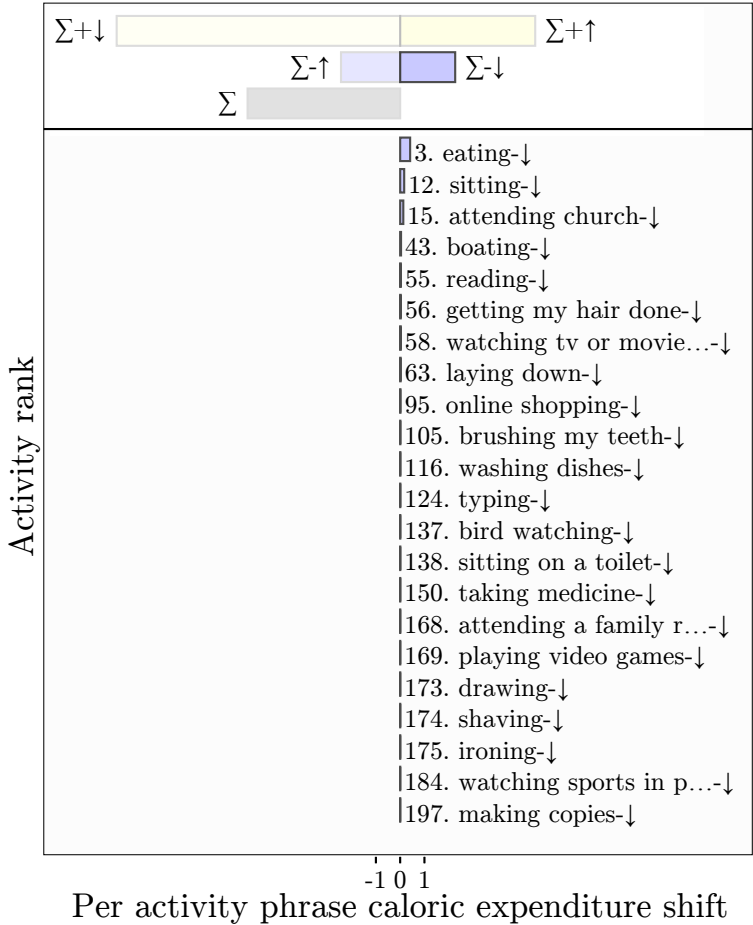 ∑+↓ ∑+↑
∑-↑ ∑-↓
∑
3. eating-↓
12. sitting-↓
15. attending church-↓
43. boating-↓
55. reading-↓
56. getting my hair done-↓
58. watching tv or movie...-↓
63. laying down-↓
95. online shopping-↓
105. brushing my teeth-↓
116. washing dishes-↓
124. typing-↓
137. bird watching-↓
138. sitting on a toilet-↓
150. taking medicine-↓
168. attending a family r...-↓
169. playing video games-↓
173. drawing-↓
174. shaving-↓
175. ironing-↓
184. watching sports in p...-↓
197. making copies-↓
Activity rank
-1 0 1
Per activity phrase caloric expenditure shift